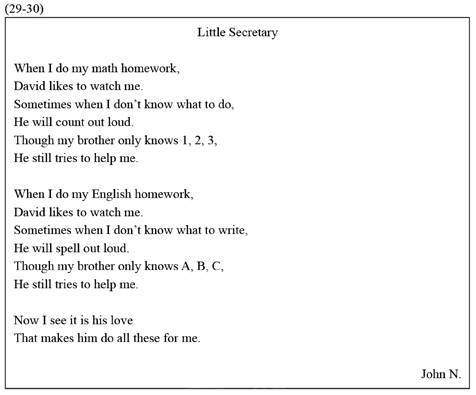 (29-30)
Little Secretary
When I do my math homework,
David likes to watch me.
Sometimes when I don't know what to do,
He will count out loud.
Though my brother only knows 1, 2, 3,
He still tries to help me.
When I do my English homework,
David likes to watch me.
Sometimes when I don't know what to write,
He will spell out loud.
Though my brother only knows A, B, C,
He still tries to help me.
Now I see it is his love
That makes him do all these for me.
John N.